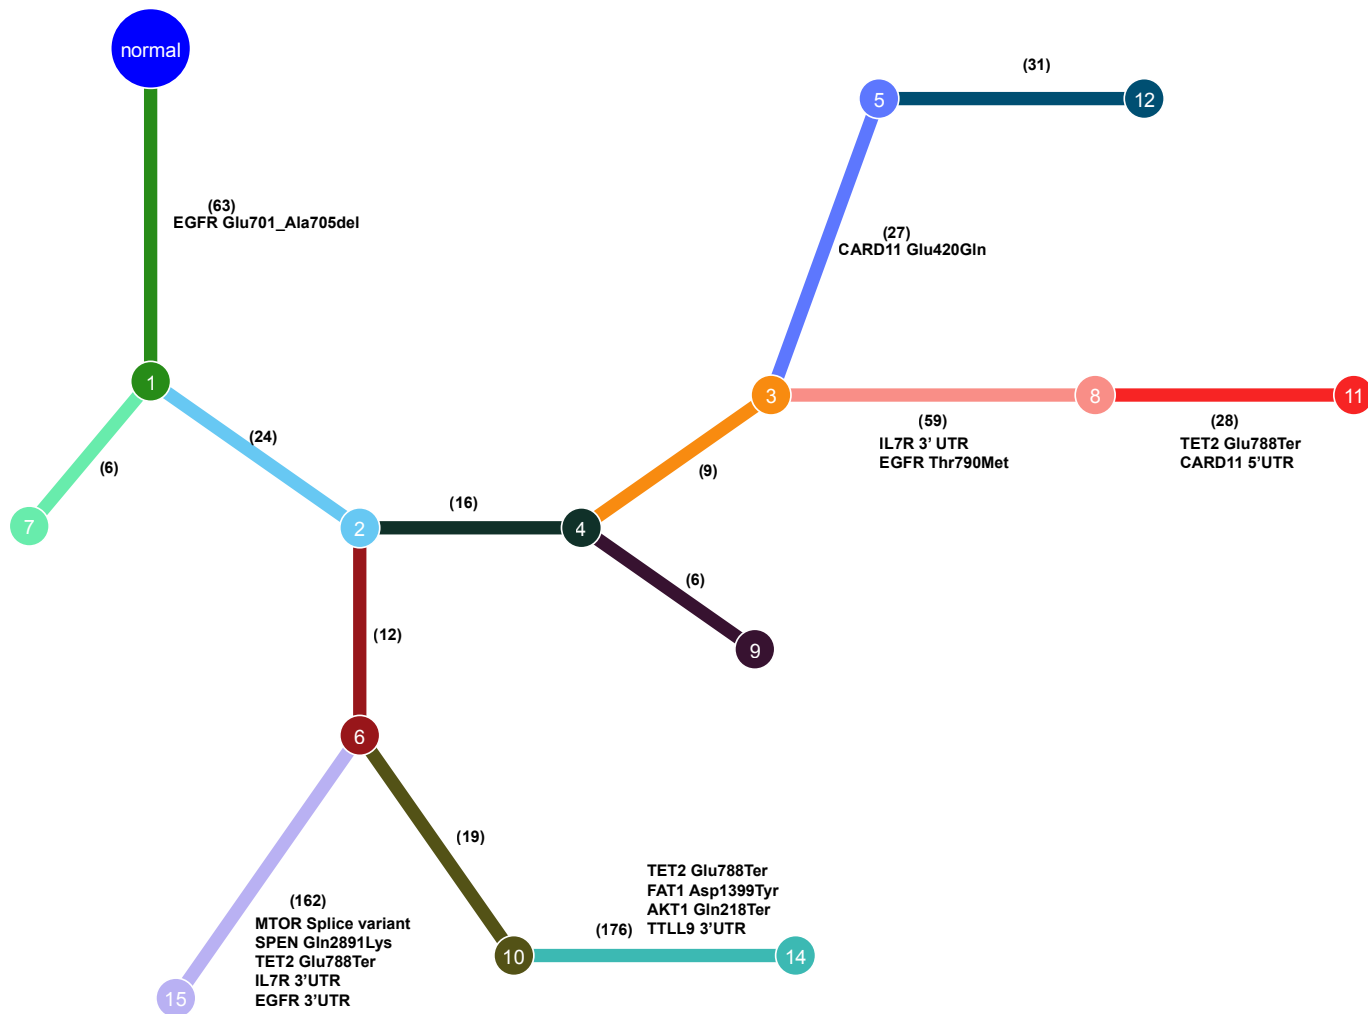 normal
(63)
EGFR Glu701_Ala705del
1
(6)
7
(24)
2
(16)
4
(9)
3
(6)
9
(27)
CARD11 Glu420Gln
5
(31)
12
(59)
IL7R 3’ UTR
EGFR Thr790Met
8
(28)
TET2 Glu788Ter
CARD11 5’UTR
11
(12)
6
(162)
MTOR Splice variant
SPEN Gln2891Lys
TET2 Glu788Ter
IL7R 3’UTR
EGFR 3’UTR
15
(19)
10
(176)
TET2 Glu788Ter
FAT1 Asp1399Tyr
AKT1 Gln218Ter
TTLL9 3’UTR
14